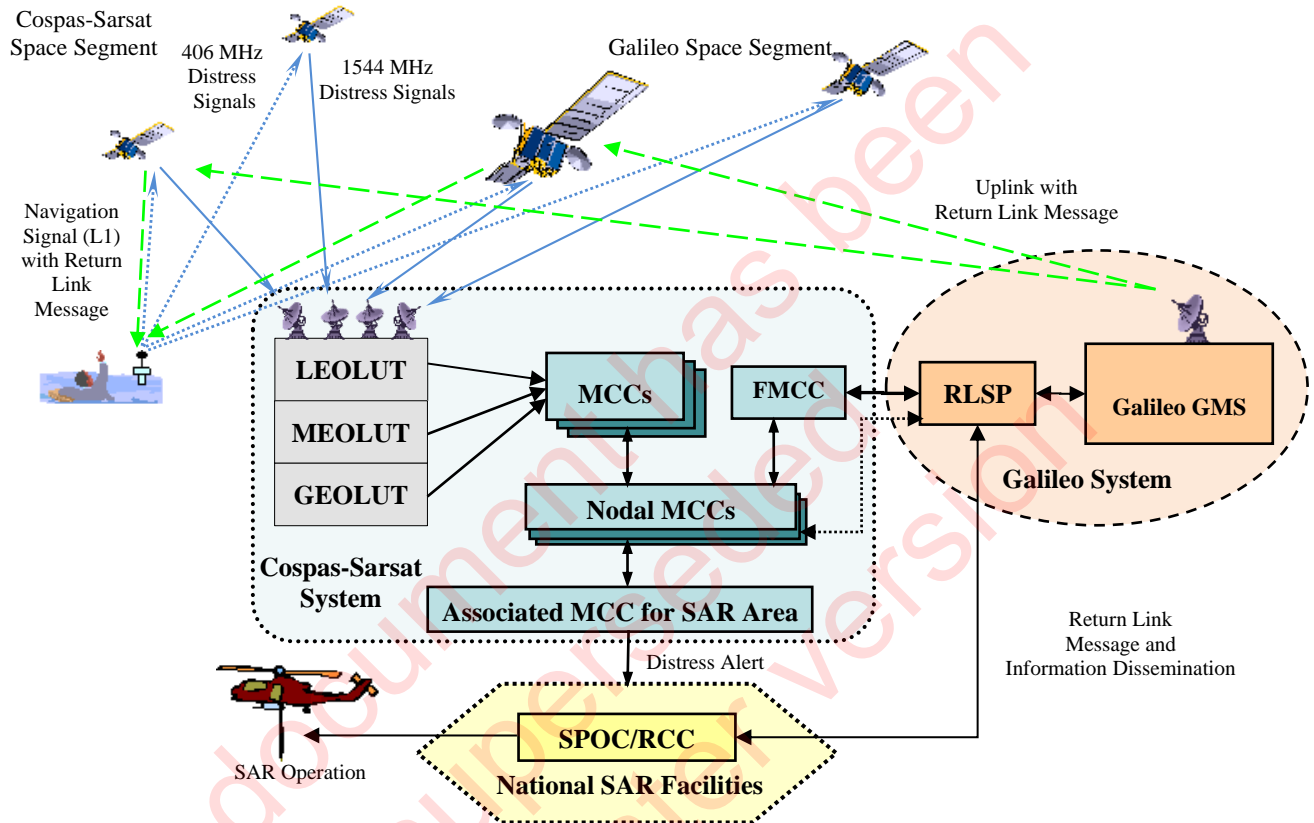 Cospas-Sarsat
Space Segment
406 MHz
Distress
Signals
1544 MHz
Distress Signals
Galileo Space Segment
Navigation
Signal (L1)
with Return
Link
Message
Uplink with
Return Link Message
LEOLUT
MEOLUT
GEOLUT
MCCs
FMCC
Nodal MCCs
Cospas-Sarsat
System
Associated MCC for SAR Area
RLSP
Galileo GMS
Galileo System
Return Link
Message and
Information Dissemination
Distress Alert
SPOC/RCC
National SAR Facilities
SAR Operation
document has been
superseded
version